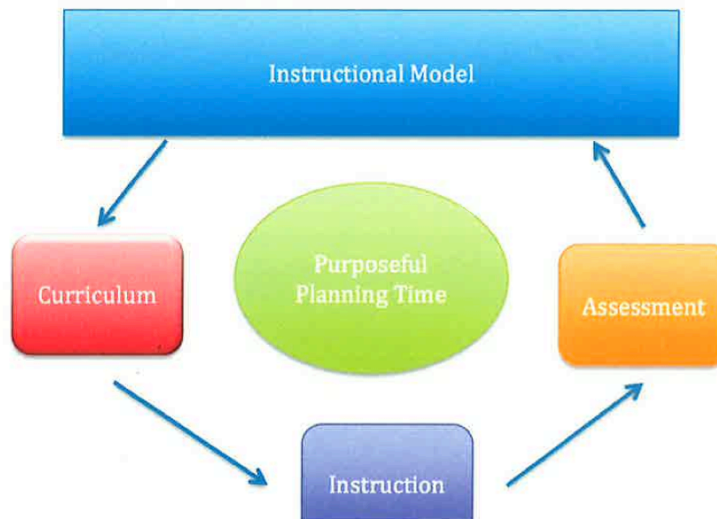 Instructional Model
Purposeful
Planning Time
Curriculum
Assessment
Instruction